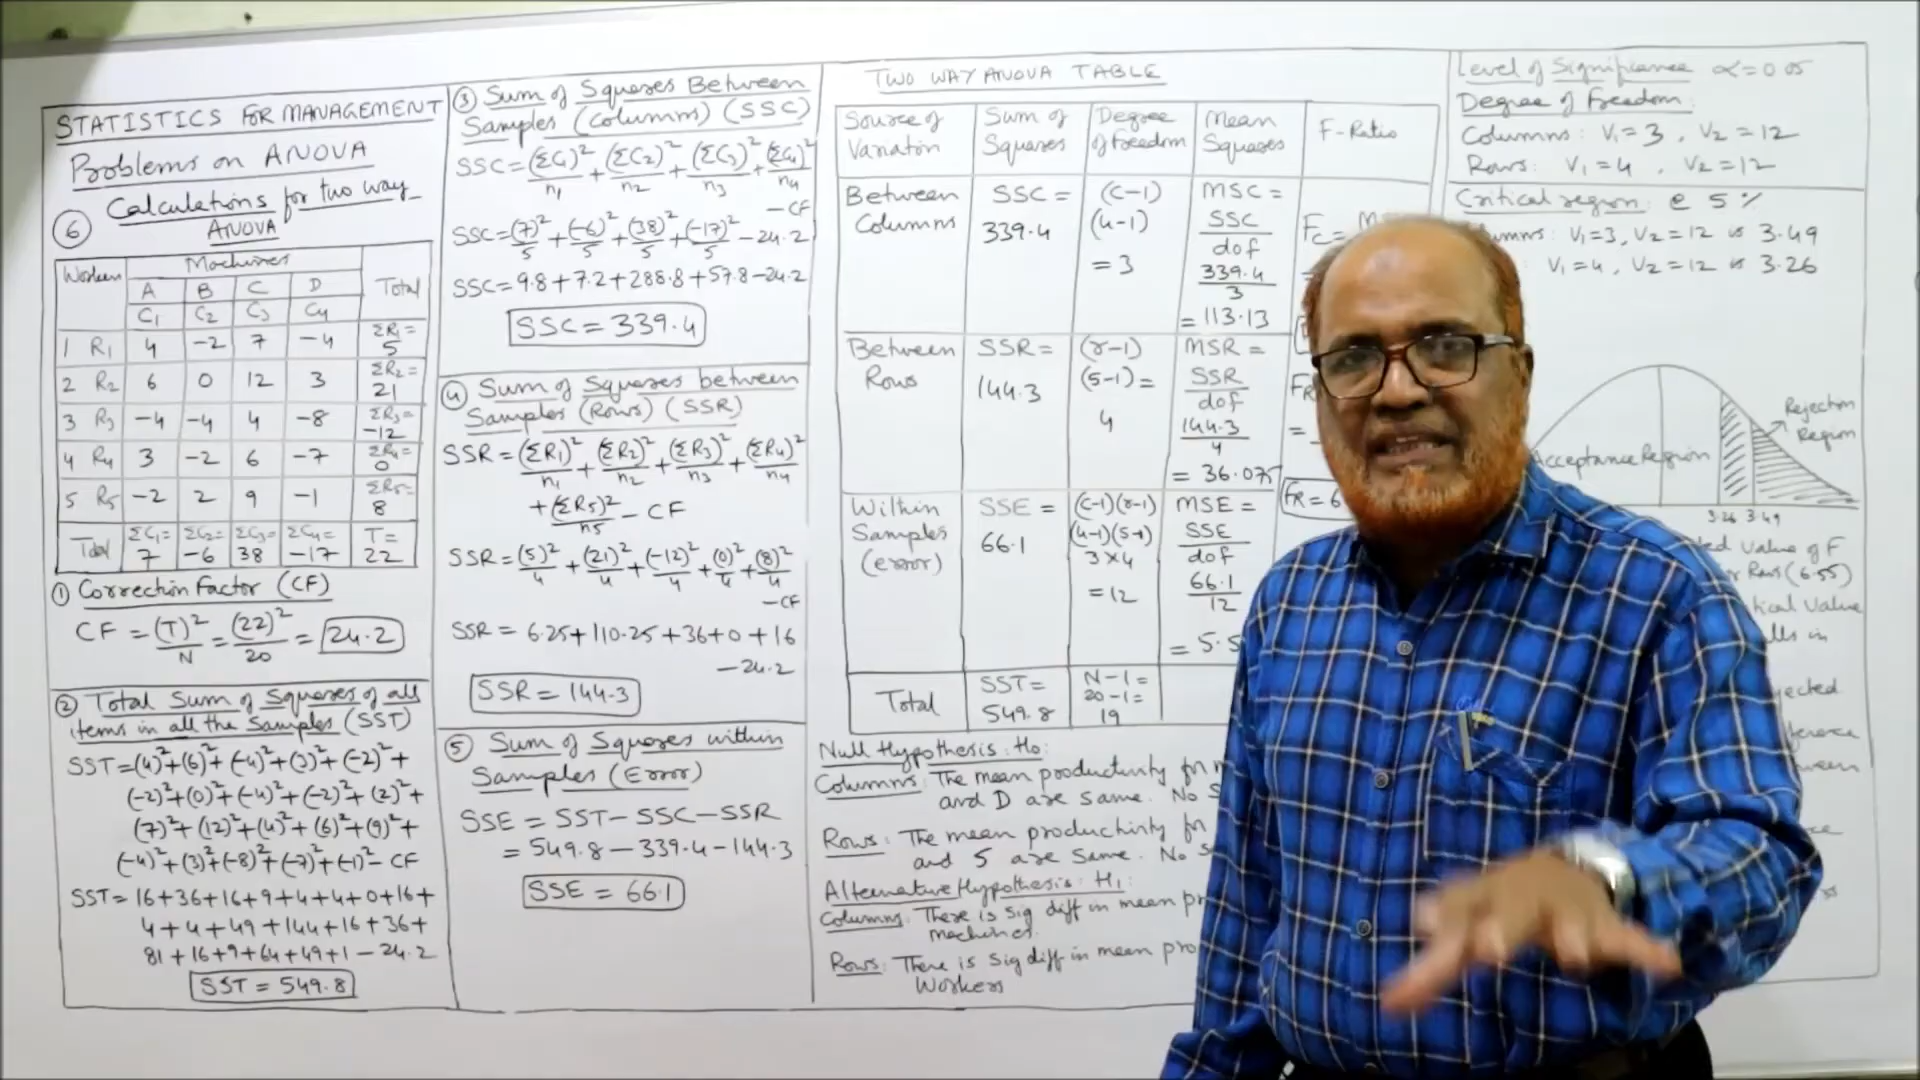 STATISTICS FOR MANAGEMENT
Problems on ANOVA
⑥ Calculations for two way
ANOVA
Workers Machines Total
A B C D
C₁ C₂ C₃ C₄
1 R₁ 4 -2 7 -4 ΣR₁= 5
2 R₂ 6 0 12 3 ΣR₂= 21
3 R₃ -4 -4 4 -8 ΣR₃= -12
4 R₄ 3 -2 6 -7 ΣR₄= 0
5 R₅ -2 2 9 -1 ΣR₅= 8
Total ΣC₁= 7 ΣC₂= -6 ΣC₃= 38 ΣC₄= -17 T= 22
① Correction Factor (CF)
CF = (T)²/N = (22)²/20 = 24.2
② Total Sum of Squares of all
items in all the Samples (SST)
SST=(4)²+(6)²+(-4)²+(3)²+(-2)²+
(-2)²+(0)²+(-4)²+(-2)²+(2)²+
(7)²+(12)²+(4)²+(6)²+(9)²+
(-4)²+(3)²+(-8)²+(-7)²+(-1)²-CF
SST=16+36+16+9+4+4+0+16+
4+4+49+144+16+36+
81+16+9+64+49+1-24.2
SST = 549.8
③ Sum of Squares Between
Samples (Columns) (SSC)
SSC=(ΣC₁)²/n₁+(ΣC₂)²/n₂+(ΣC₃)²/n₃+(ΣC₄)²/n₄
-CF
SSC=(7)²/5+(-6)²/5+(38)²/5+(-17)²/5-24.2
SSC=9.8+7.2+288.8+57.8-24.2
SSC = 339.4
④ Sum of Squares between
Samples (Rows) (SSR)
SSR=(ΣR₁)²/n₁+(ΣR₂)²/n₂+(ΣR₃)²/n₃+(ΣR₄)²/n₄
+(ΣR₅)²/n₅-CF
SSR=(5)²/4+(21)²/4+(-12)²/4+(0)²/4+(8)²/4
-CF
SSR=6.25+110.25+36+0+16
-24.2
SSR = 144.3
⑤ Sum of Squares within
Samples (Error)
SSE = SST-SSC-SSR
= 549.8-339.4-144.3
SSE = 66.1
TWO WAY ANOVA TABLE
Source of Variation Sum of Squares Degree of freedom Mean Squares F-Ratio
Between Columns SSC = 339.4 (C-1) (4-1) = 3 MSC = SSC/dof 339.4/3 = 113.13
Between Rows SSR = 144.3 (r-1) (5-1) = 4 MSR = SSR/dof 144.3/4 = 36.075
Within Samples (error) SSE = 66.1 (C-1)(r-1) (4-1)(5-1) 3×4 =12 MSE = SSE/dof 66.1/12 = 5.5
Total SST= 549.8 N-1= 20-1= 19
Null Hypothesis: H₀:
Columns: The mean productivity for
and D are same. No
Rows: The mean productivity for
and 5 are same. No
Alternative Hypothesis: H₁:
Columns: There is Sig diff in mean
machines.
Rows: There is Sig diff in mean
Workers
Level of Significance α=0.05
Degree of freedom:
Columns: V₁=3, V₂=12
Rows: V₁=4, V₂=12
Critical region: @ 5%
V₁=3, V₂=12 is 3.49
V₁=4, V₂=12 is 3.26
Acceptance Region
Rejection
Region
3.26 3.49
Value of F
Rows (6.55)
Value
in